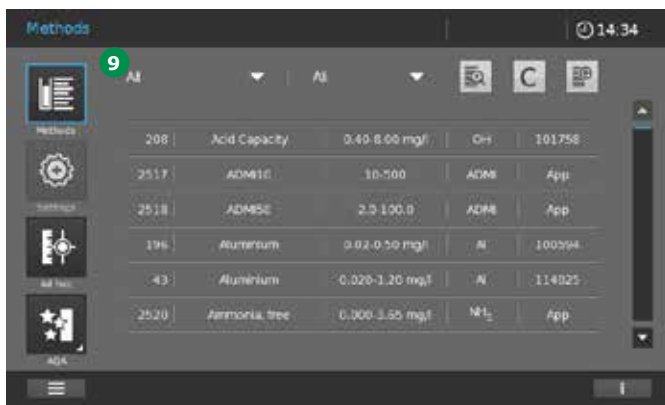 Methods 14:34
9 All All C
Methods
208 Acid Capacity 0.40-8.00 mg/l OH 101758
Settings
2517 ADMI10 10-500 ADMI App
2518 ADMI50 2.0-100.0 ADMI App
196 Aluminium 0.02-0.50 mg/l Al 100594
Ad hoc
43 Aluminium 0.020-1.20 mg/l Al 114825
2520 Ammonia, free 0.000-3.65 mg/l NH₃ App
AQA